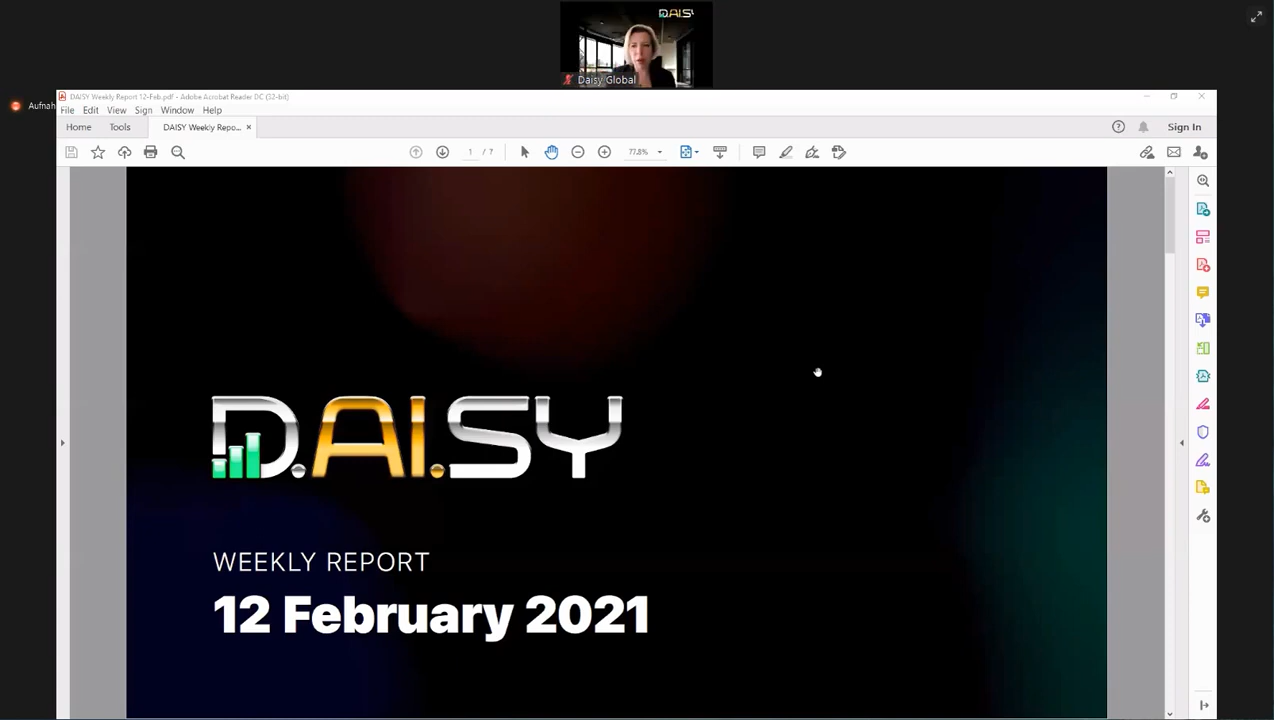 D.AI.SY
Daisy Global
Aufnah
DAISY Weekly Report 12-Feb.pdf - Adobe Acrobat Reader DC (32-bit)
File Edit View Sign Window Help
Home Tools DAISY Weekly Repo... × Sign In
1 / 7 77.8%
D.AI.SY
WEEKLY REPORT
12 February 2021